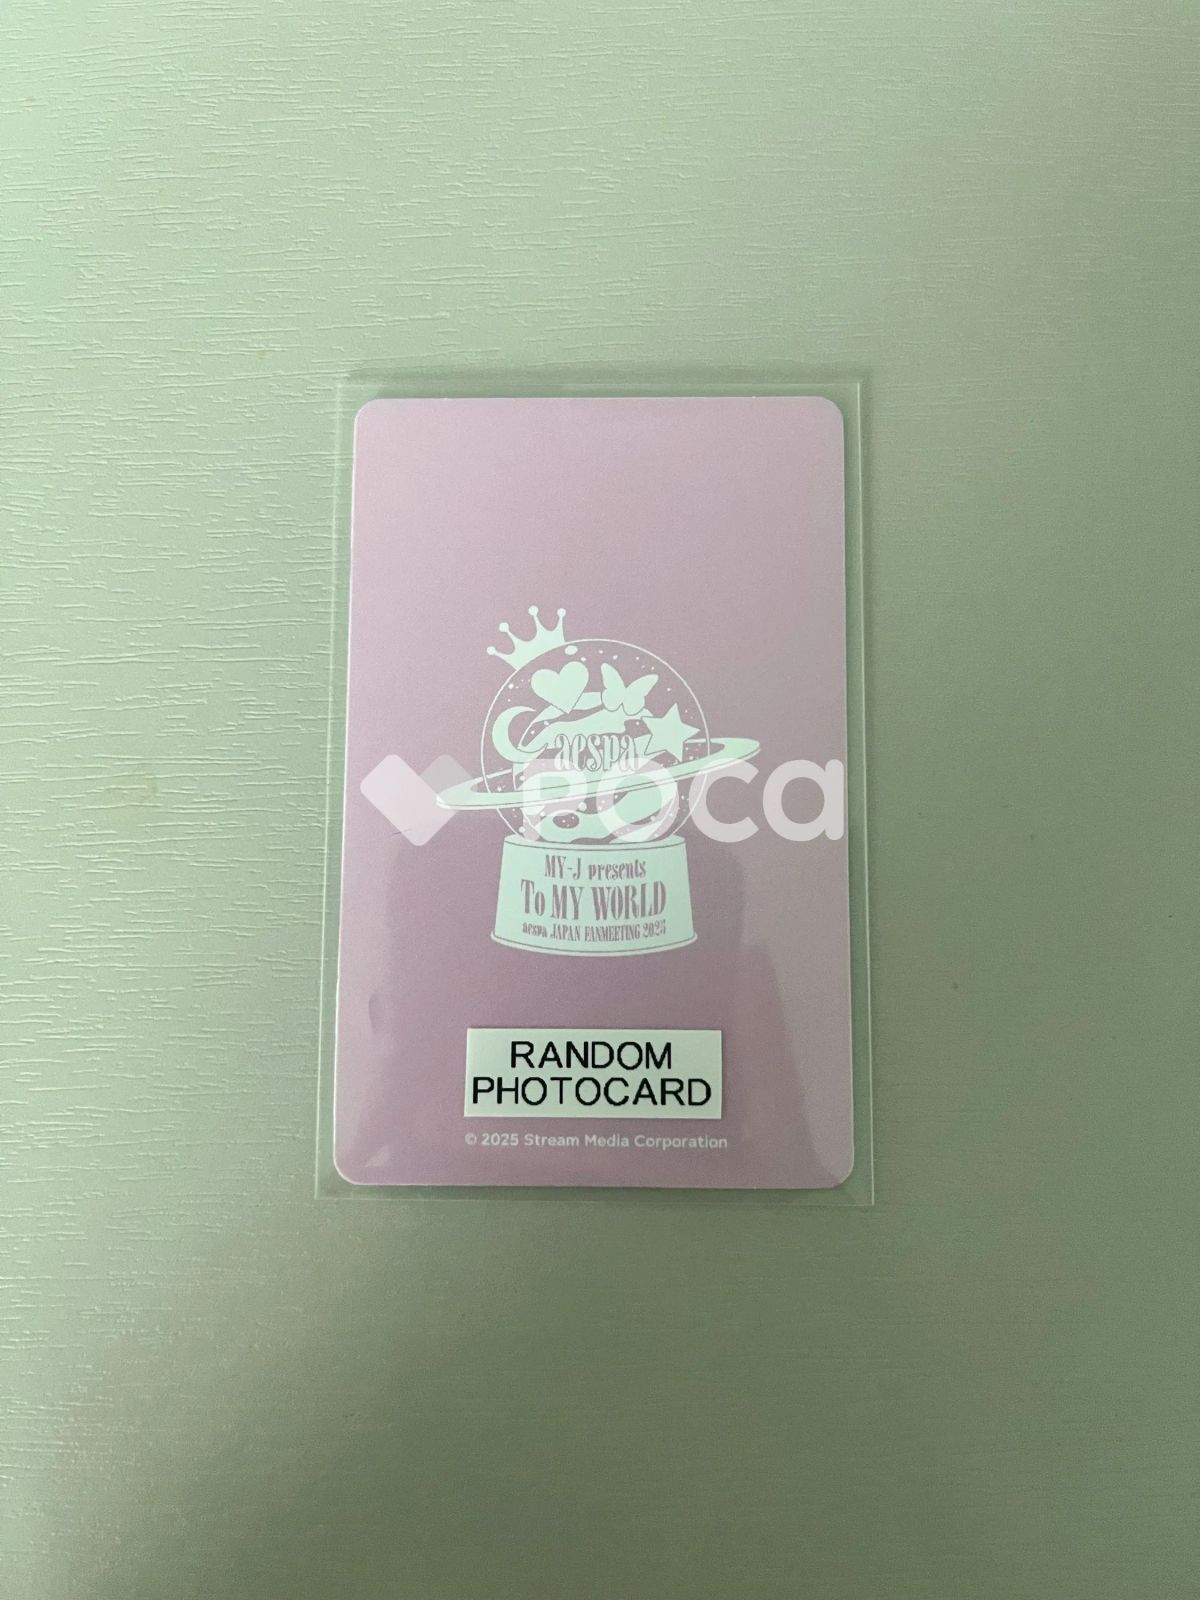 aespa
POCA
MY-J presents
To MY WORLD
aespa JAPAN FANMEETING 2025
RANDOM
PHOTOCARD
© 2025 Stream Media Corporation